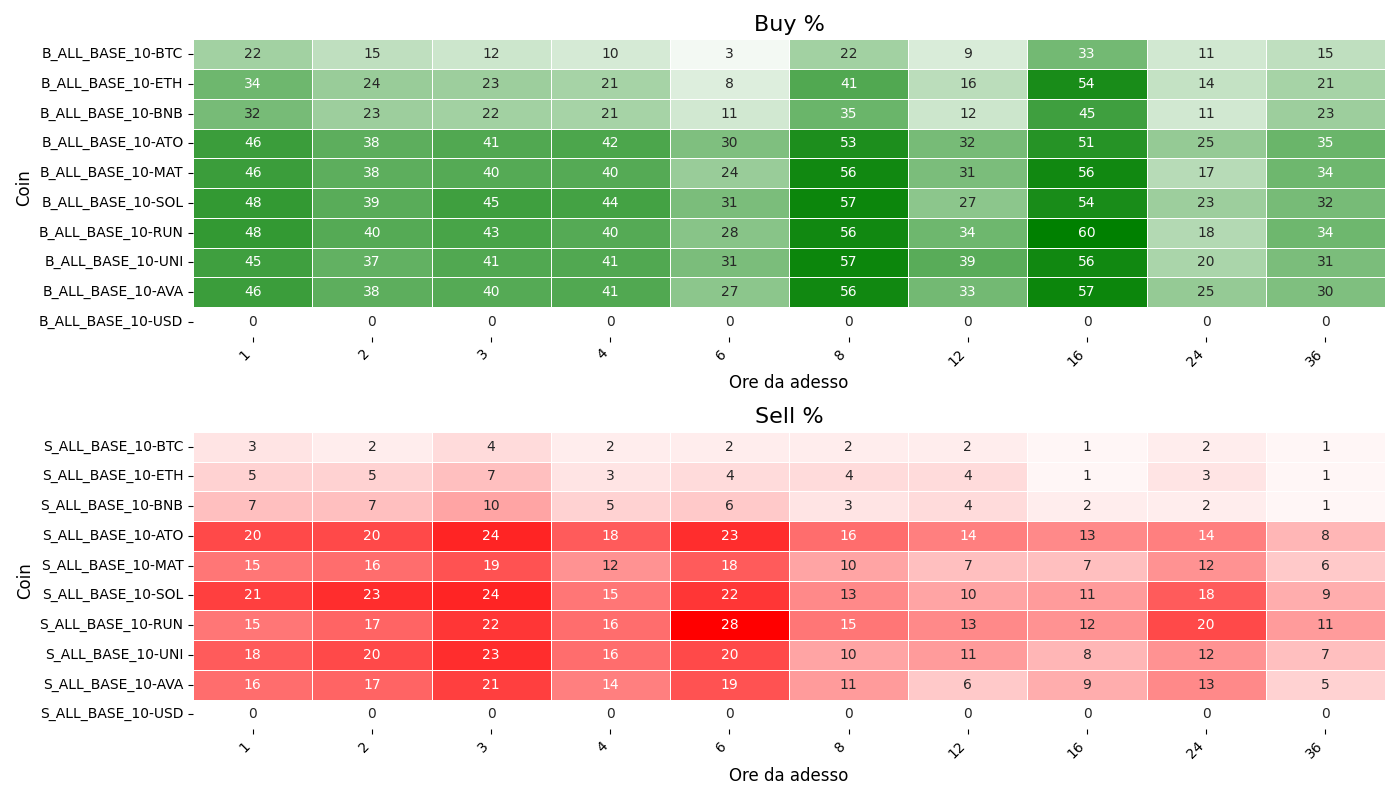 Buy %
Coin
B_ALL_BASE_10-BTC 22 15 12 10 3 22 9 33 11 15
B_ALL_BASE_10-ETH 34 24 23 21 8 41 16 54 14 21
B_ALL_BASE_10-BNB 32 23 22 21 11 35 12 45 11 23
B_ALL_BASE_10-ATO 46 38 41 42 30 53 32 51 25 35
B_ALL_BASE_10-MAT 46 38 40 40 24 56 31 56 17 34
B_ALL_BASE_10-SOL 48 39 45 44 31 57 27 54 23 32
B_ALL_BASE_10-RUN 48 40 43 40 28 56 34 60 18 34
B_ALL_BASE_10-UNI 45 37 41 41 31 57 39 56 20 31
B_ALL_BASE_10-AVA 46 38 40 41 27 56 33 57 25 30
B_ALL_BASE_10-USD 0 0 0 0 0 0 0 0 0 0
1 2 3 4 6 8 12 16 24 36
Ore da adesso
Sell %
Coin
S_ALL_BASE_10-BTC 3 2 4 2 2 2 2 1 2 1
S_ALL_BASE_10-ETH 5 5 7 3 4 4 4 1 3 1
S_ALL_BASE_10-BNB 7 7 10 5 6 3 4 2 2 1
S_ALL_BASE_10-ATO 20 20 24 18 23 16 14 13 14 8
S_ALL_BASE_10-MAT 15 16 19 12 18 10 7 7 12 6
S_ALL_BASE_10-SOL 21 23 24 15 22 13 10 11 18 9
S_ALL_BASE_10-RUN 15 17 22 16 28 15 13 12 20 11
S_ALL_BASE_10-UNI 18 20 23 16 20 10 11 8 12 7
S_ALL_BASE_10-AVA 16 17 21 14 19 11 6 9 13 5
S_ALL_BASE_10-USD 0 0 0 0 0 0 0 0 0 0
1 2 3 4 6 8 12 16 24 36
Ore da adesso